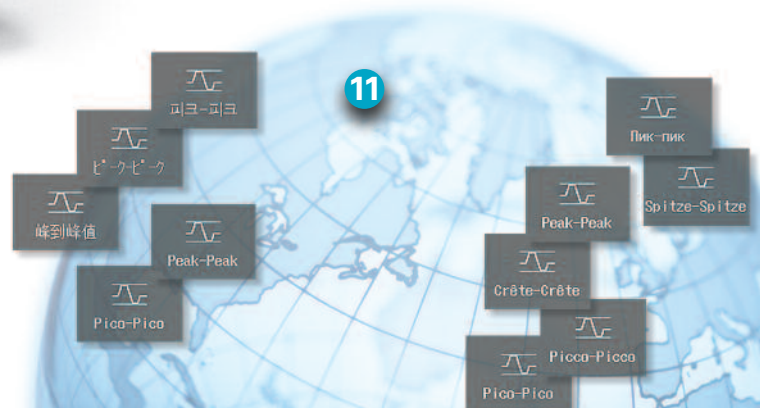 11
피크-피크
ピーク-ピーク
峰到峰值
Peak-Peak
Pico-Pico
Пик-пик
Spitze-Spitze
Peak-Peak
Crête-Crête
Picco-Picco
Pico-Pico